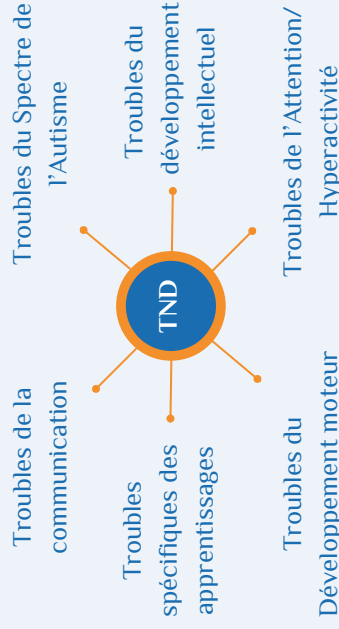 Troubles de la
communication
Troubles du Spectre de
l'Autisme
Troubles
spécifiques des
apprentissages
TND
Troubles du
développement
intellectuel
Troubles du
Développement moteur
Troubles de l'Attention/
Hyperactivité